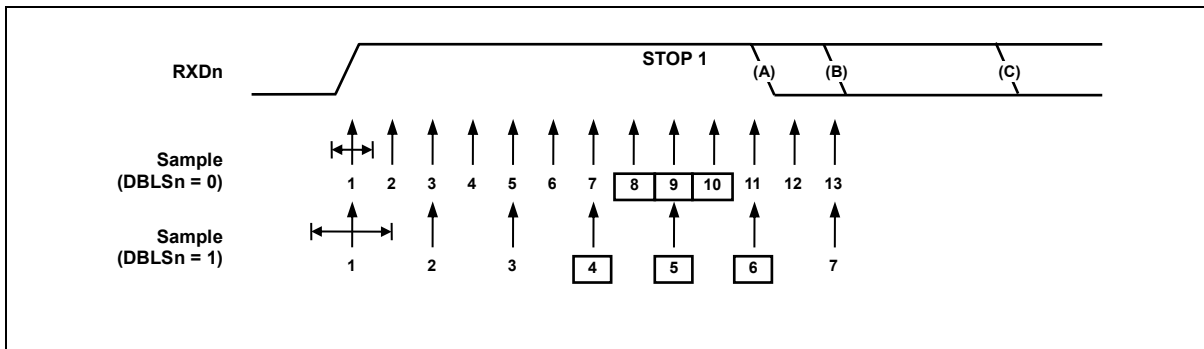 RXDn
STOP 1
(A)
(B)
(C)
Sample
(DBLSn = 0)
1 2 3 4 5 6 7 8 9 10 11 12 13
Sample
(DBLSn = 1)
1 2 3 4 5 6 7